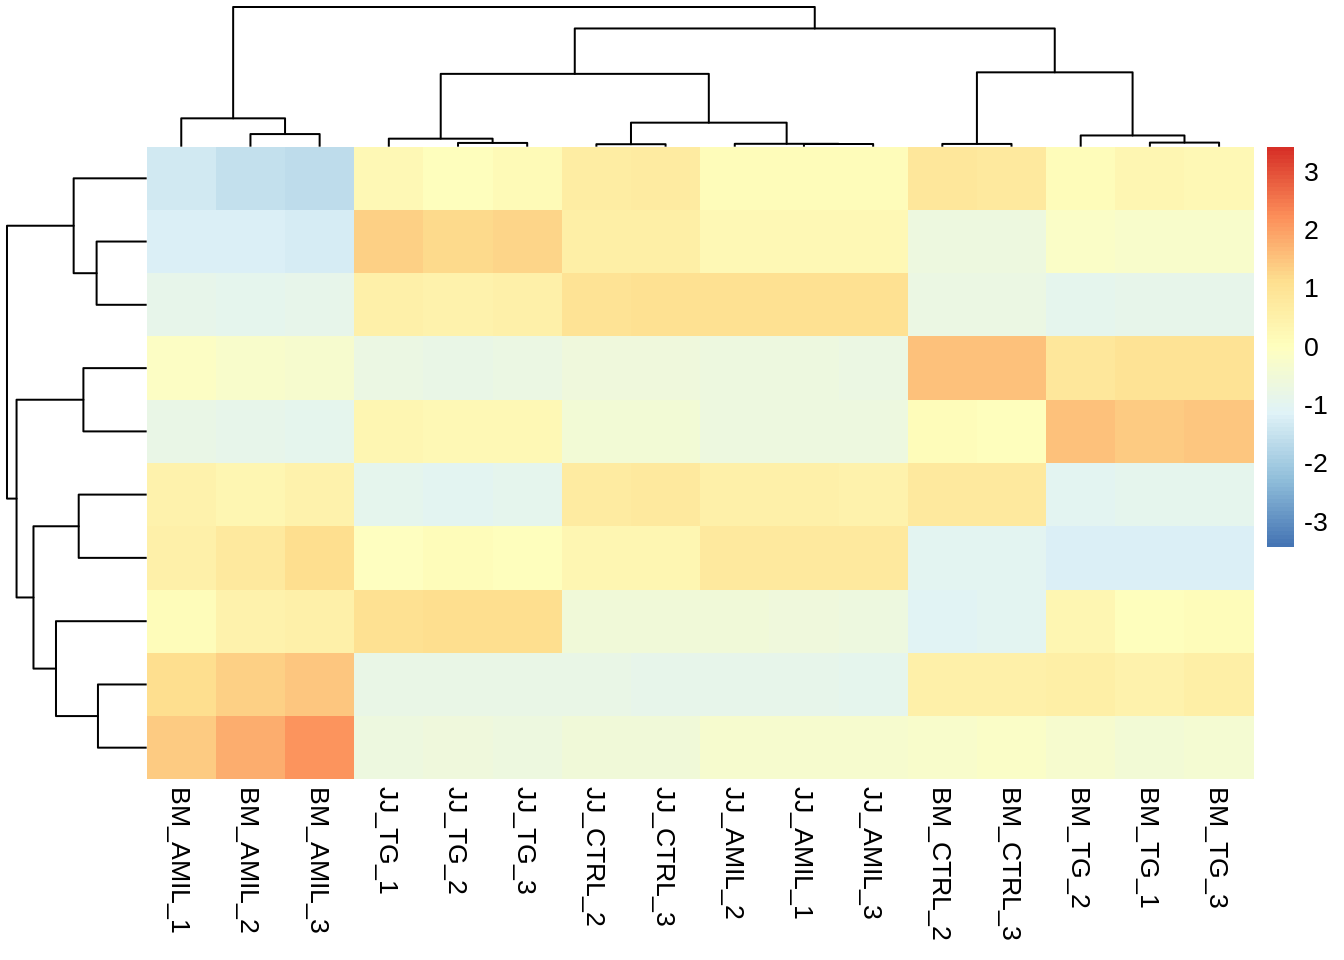 3
2
1
0
-1
-2
-3
BM_AMIL_1
BM_AMIL_2
BM_AMIL_3
JJ_TG_1
JJ_TG_2
JJ_TG_3
JJ_CTRL_2
JJ_CTRL_3
JJ_AMIL_2
JJ_AMIL_1
JJ_AMIL_3
BM_CTRL_2
BM_CTRL_3
BM_TG_2
BM_TG_1
BM_TG_3